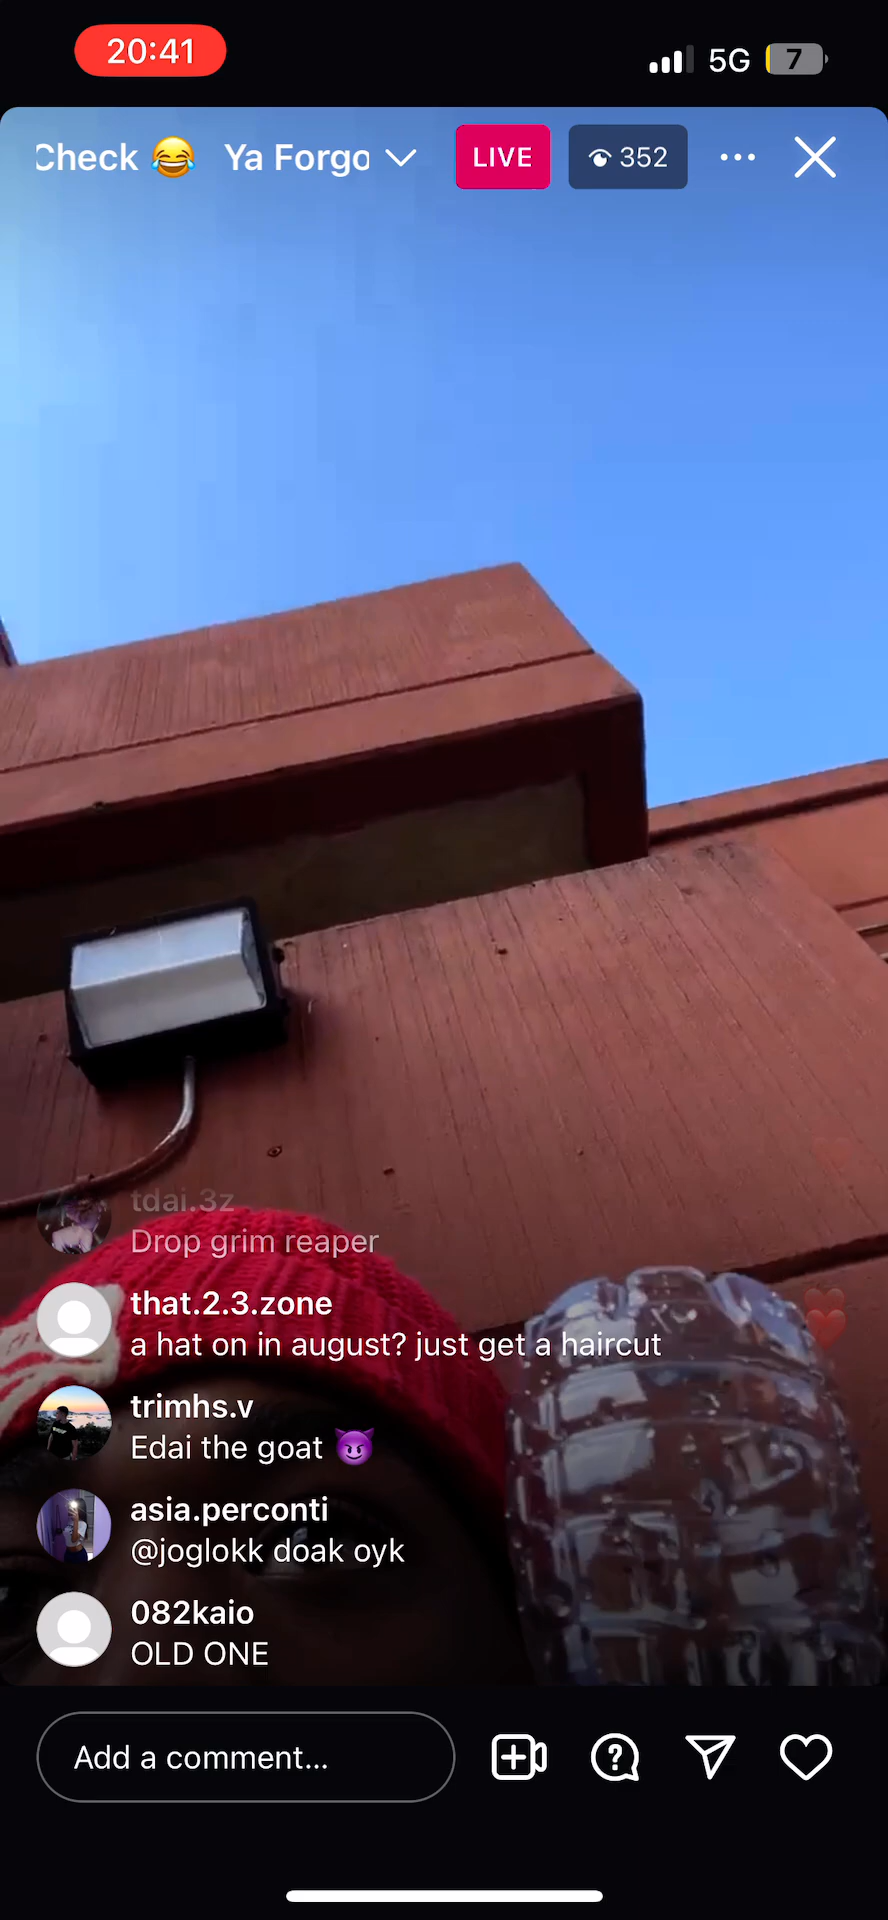 20:41
5G
7
Check 😂 Ya Forgo
LIVE
352
tdai.3z
Drop grim reaper
that.2.3.zone
a hat on in august? just get a haircut
trimhs.v
Edai the goat 😈
asia.perconti
@joglokk doak oyk
082kaio
OLD ONE
Add a comment...